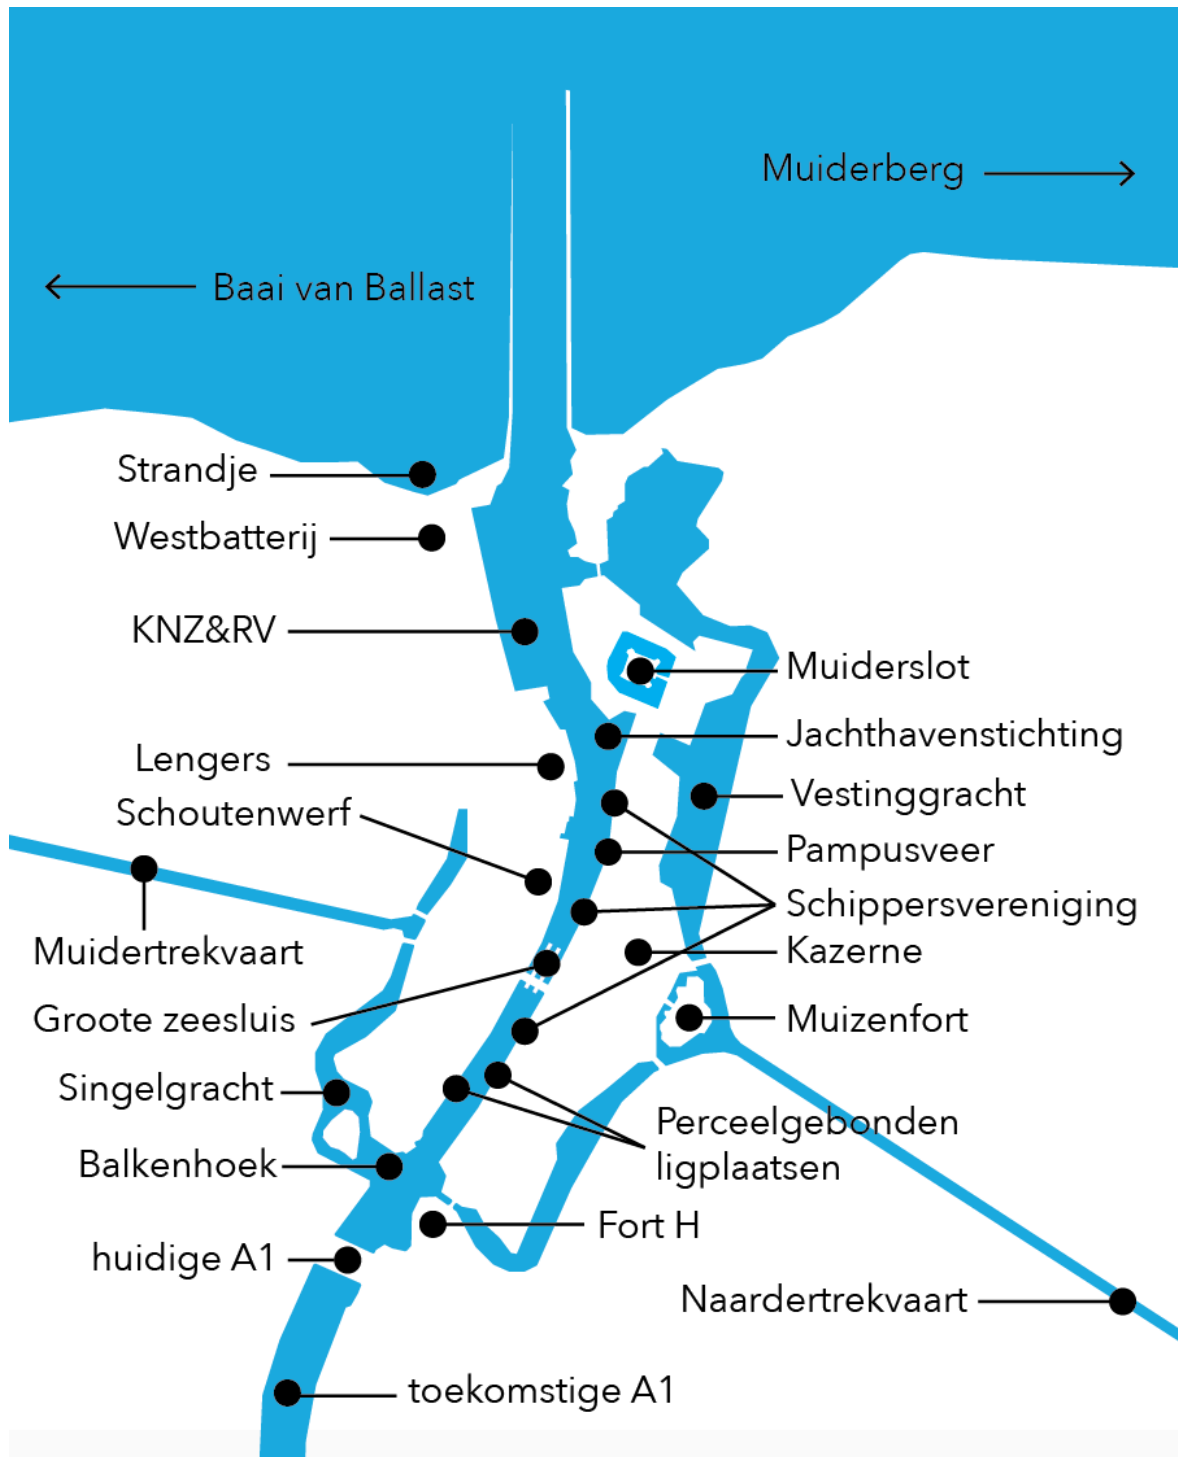 Muiderberg
Baai van Ballast
Strandje
Westbatterij
KNZ&RV
Muiderslot
Jachthavenstichting
Lengers
Vestinggracht
Schoutenwerf
Pampusveer
Schippersvereniging
Muidertrekvaart
Kazerne
Groote zeesluis
Muizenfort
Singelgracht
Perceelgebonden
ligplaatsen
Balkenhoek
Fort H
huidige A1
Naardertrekvaart
toekomstige A1